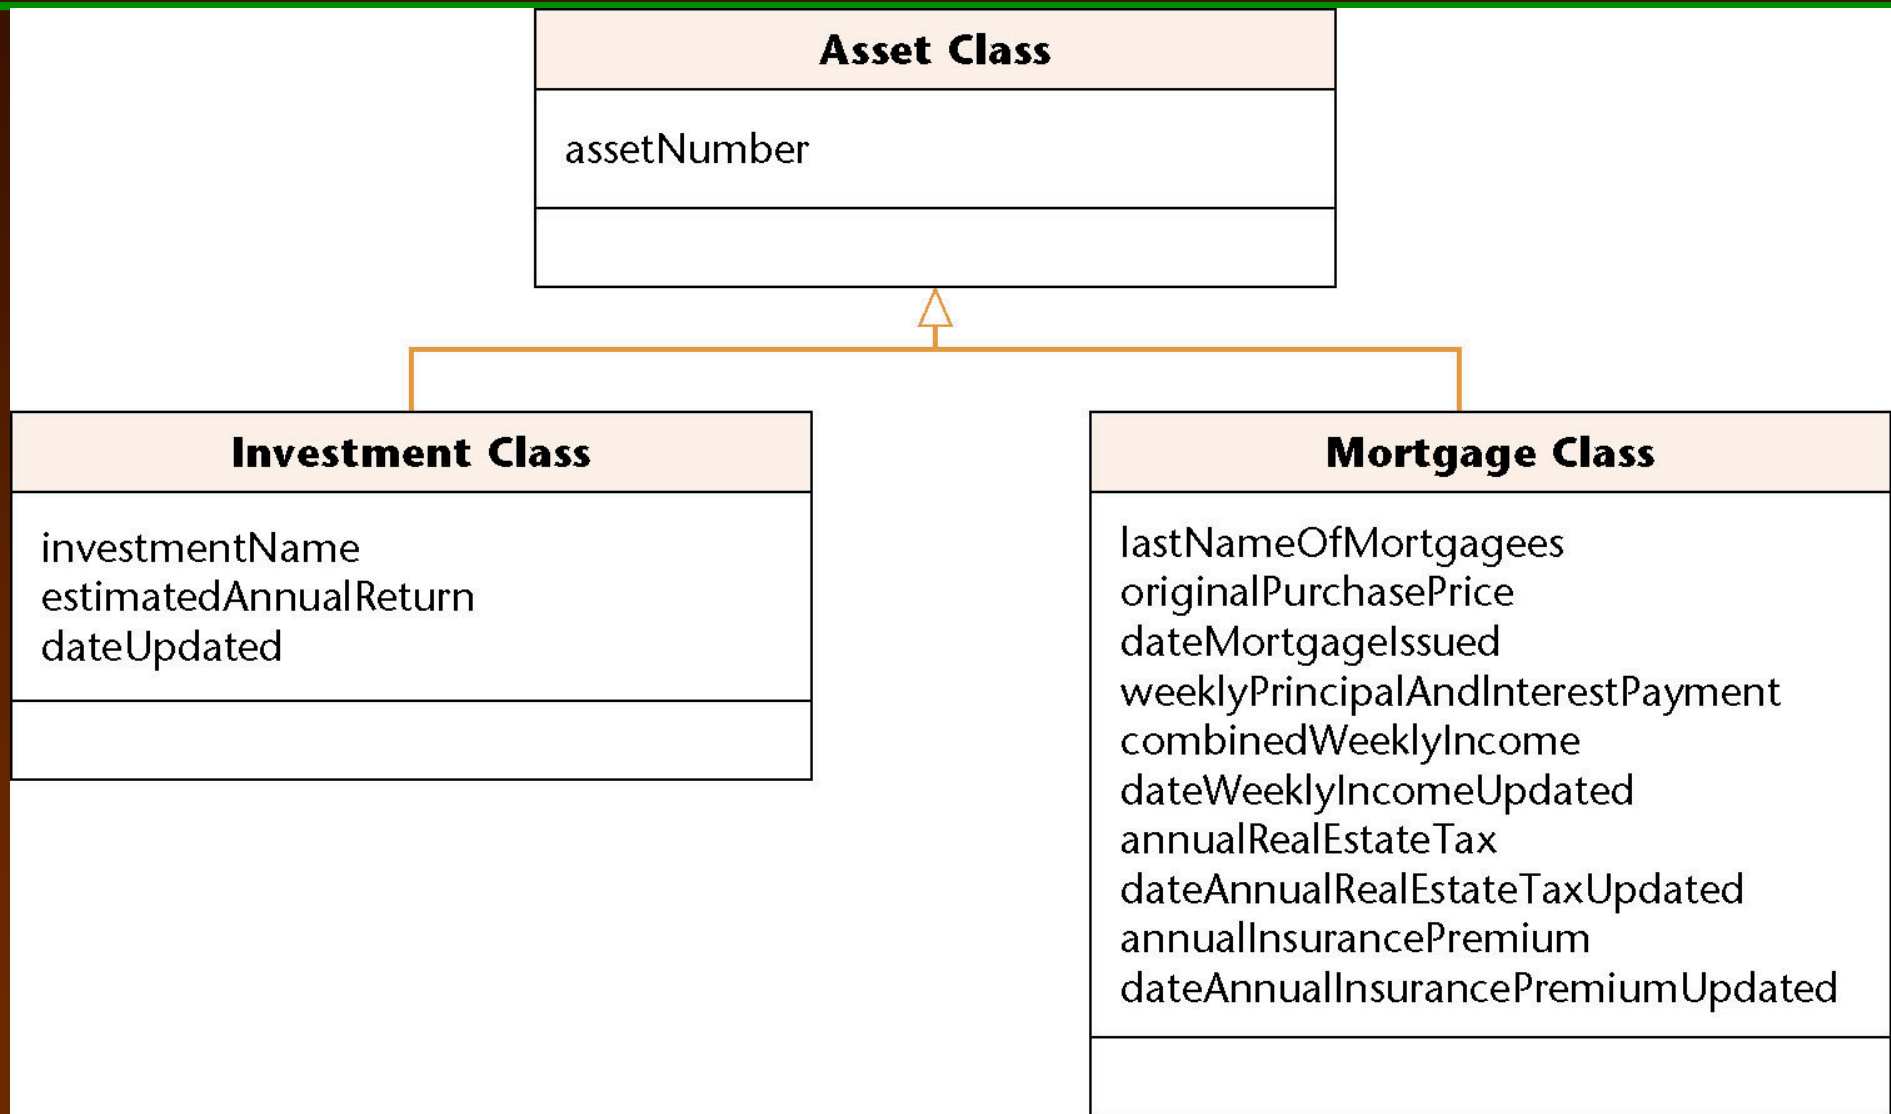 Asset Class
assetNumber
Investment Class
investmentName
estimatedAnnualReturn
dateUpdated
Mortgage Class
lastNameOfMortgagees
originalPurchasePrice
dateMortgageIssued
weeklyPrincipalAndInterestPayment
combinedWeeklyIncome
dateWeeklyIncomeUpdated
annualRealEstateTax
dateAnnualRealEstateTaxUpdated
annualInsurancePremium
dateAnnualInsurancePremiumUpdated